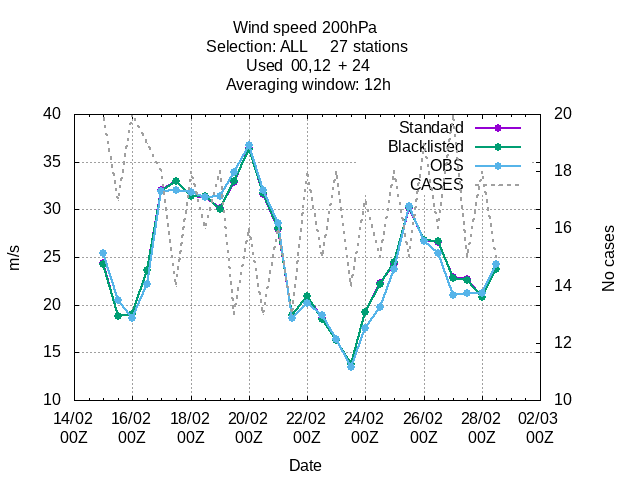 Wind speed 200hPa
Selection: ALL 27 stations
Used 00,12 + 24
Averaging window: 12h
40 20
Standard
Blacklisted
35
OBS
18
CASES
30
16
25
m/s
No cases
14
20
12
15
10 10
14/02 16/02 18/02 20/02 22/02 24/02 26/02 28/02 02/03
00Z 00Z 00Z 00Z 00Z 00Z 00Z 00Z 00Z
Date